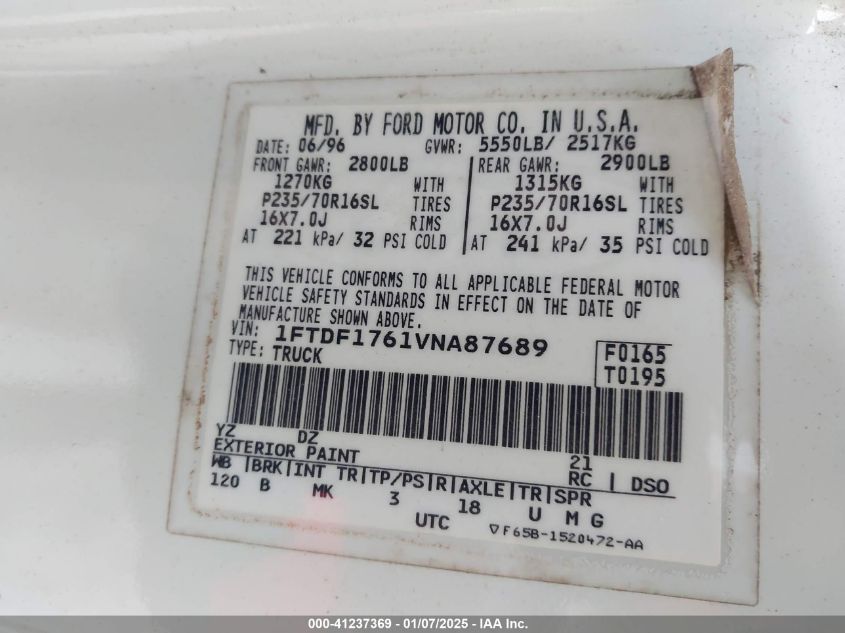 MFD. BY FORD MOTOR CO. IN U.S.A.
DATE: 06/96 GVWR: 5550LB/ 2517KG
FRONT GAWR: 2800LB REAR GAWR: 2900LB
1270KG WITH 1315KG WITH
P235/70R16SL TIRES P235/70R16SL TIRES
16X7.0J RIMS 16X7.0J RIMS
AT 221 kPa/ 32 PSI COLD AT 241 kPa/ 35 PSI COLD
THIS VEHICLE CONFORMS TO ALL APPLICABLE FEDERAL MOTOR
VEHICLE SAFETY STANDARDS IN EFFECT ON THE DATE OF
MANUFACTURE SHOWN ABOVE.
VIN: 1FTDF1761VNA87689 F0165
TYPE: TRUCK T0195
YZ DZ
EXTERIOR PAINT 21
WB |BRK|INT TR|TP/PS|R|AXLE|TR|SPR RC | DSO
120 B MK 3 18 U M G
UTC ▽F65B-1520472-AA
000-41237369 | 01/07/2025 | IAA Inc.